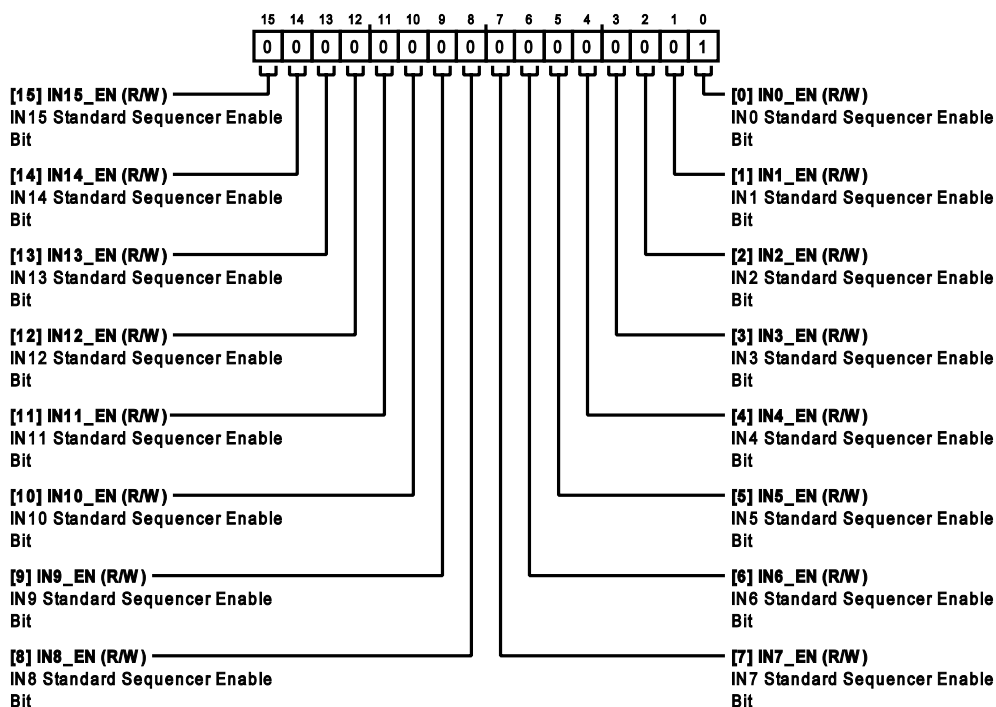 15 14 13 12 11 10 9 8 7 6 5 4 3 2 1 0
0 0 0 0 0 0 0 0 0 0 0 0 0 0 0 1
[15] IN15_EN (R/W)
IN15 Standard Sequencer Enable
Bit
[14] IN14_EN (R/W)
IN14 Standard Sequencer Enable
Bit
[13] IN13_EN (R/W)
IN13 Standard Sequencer Enable
Bit
[12] IN12_EN (R/W)
IN12 Standard Sequencer Enable
Bit
[11] IN11_EN (R/W)
IN11 Standard Sequencer Enable
Bit
[10] IN10_EN (R/W)
IN10 Standard Sequencer Enable
Bit
[9] IN9_EN (R/W)
IN9 Standard Sequencer Enable
Bit
[8] IN8_EN (R/W)
IN8 Standard Sequencer Enable
Bit
[0] IN0_EN (R/W)
IN0 Standard Sequencer Enable
Bit
[1] IN1_EN (R/W)
IN1 Standard Sequencer Enable
Bit
[2] IN2_EN (R/W)
IN2 Standard Sequencer Enable
Bit
[3] IN3_EN (R/W)
IN3 Standard Sequencer Enable
Bit
[4] IN4_EN (R/W)
IN4 Standard Sequencer Enable
Bit
[5] IN5_EN (R/W)
IN5 Standard Sequencer Enable
Bit
[6] IN6_EN (R/W)
IN6 Standard Sequencer Enable
Bit
[7] IN7_EN (R/W)
IN7 Standard Sequencer Enable
Bit